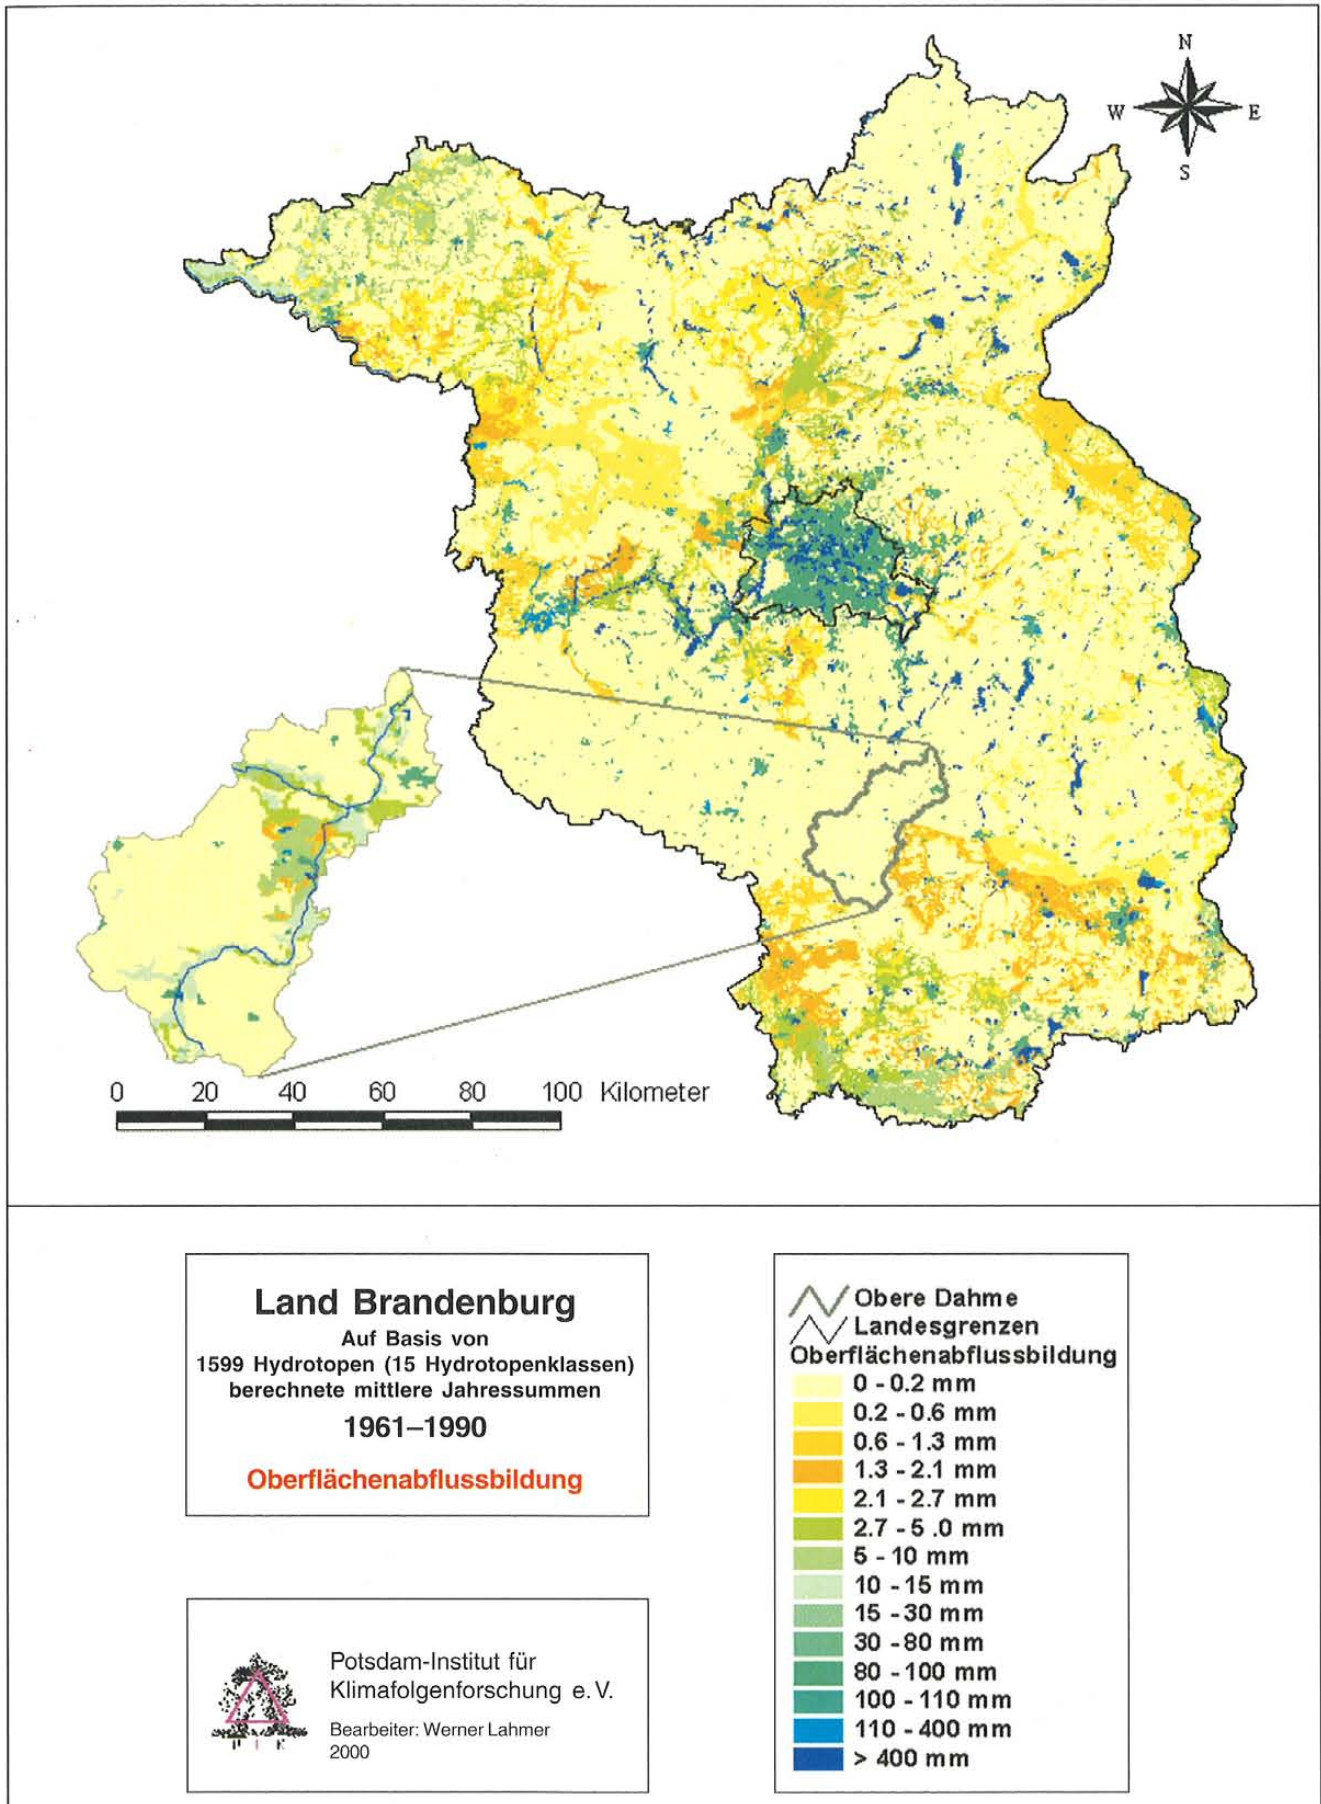 N
W E
S
0 20 40 60 80 100 Kilometer
Land Brandenburg
Auf Basis von
1599 Hydrotopen (15 Hydrotopenklassen)
berechnete mittlere Jahressummen
1961–1990
Oberflächenabflussbildung
Potsdam-Institut für
Klimafolgenforschung e. V.
Bearbeiter: Werner Lahmer
2000
P I K
Obere Dahme
Landesgrenzen
Oberflächenabflussbildung
0 - 0.2 mm
0.2 - 0.6 mm
0.6 - 1.3 mm
1.3 - 2.1 mm
2.1 - 2.7 mm
2.7 - 5 .0 mm
5 - 10 mm
10 - 15 mm
15 - 30 mm
30 - 80 mm
80 - 100 mm
100 - 110 mm
110 - 400 mm
> 400 mm